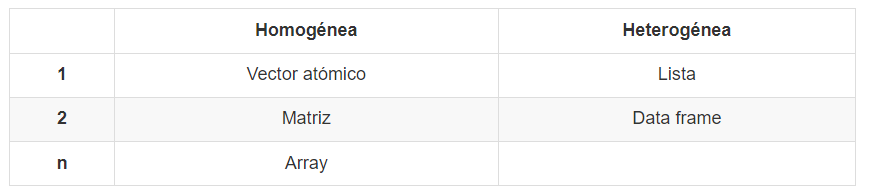 Homogénea Heterogénea
1 Vector atómico Lista
2 Matriz Data frame
n Array